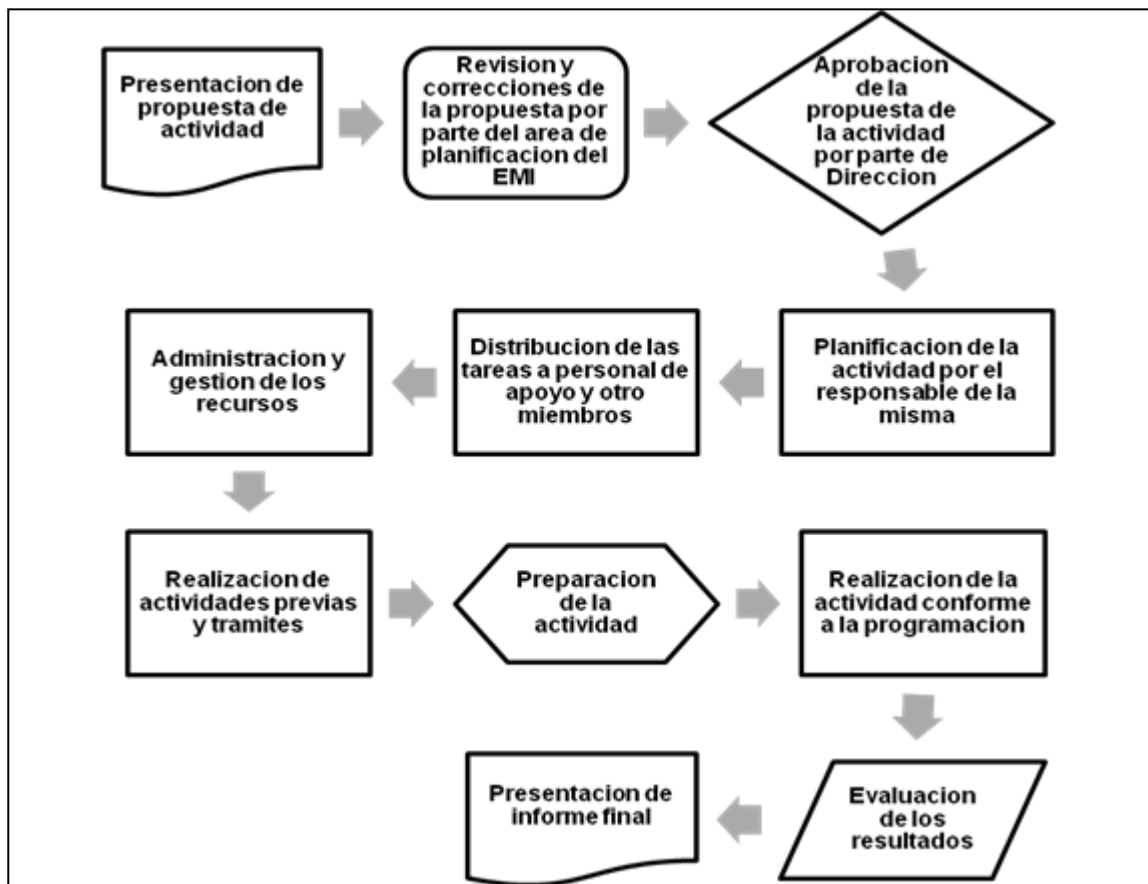 Presentacion de
propuesta de
actividad
Revision y
correcciones de
la propuesta por
parte del area de
planificacion del
EMI
Aprobacion
de la
propuesta de
la actividad
por parte de
Direccion
Planificacion de la
actividad por el
responsable de la
misma
Distribucion de las
tareas a personal de
apoyo y otro
miembros
Administracion y
gestion de los
recursos
Realizacion de
actividades previas
y tramites
Preparacion
de la
actividad
Realizacion de la
actividad conforme
a la programacion
Evaluacion
de los
resultados
Presentacion de
informe final